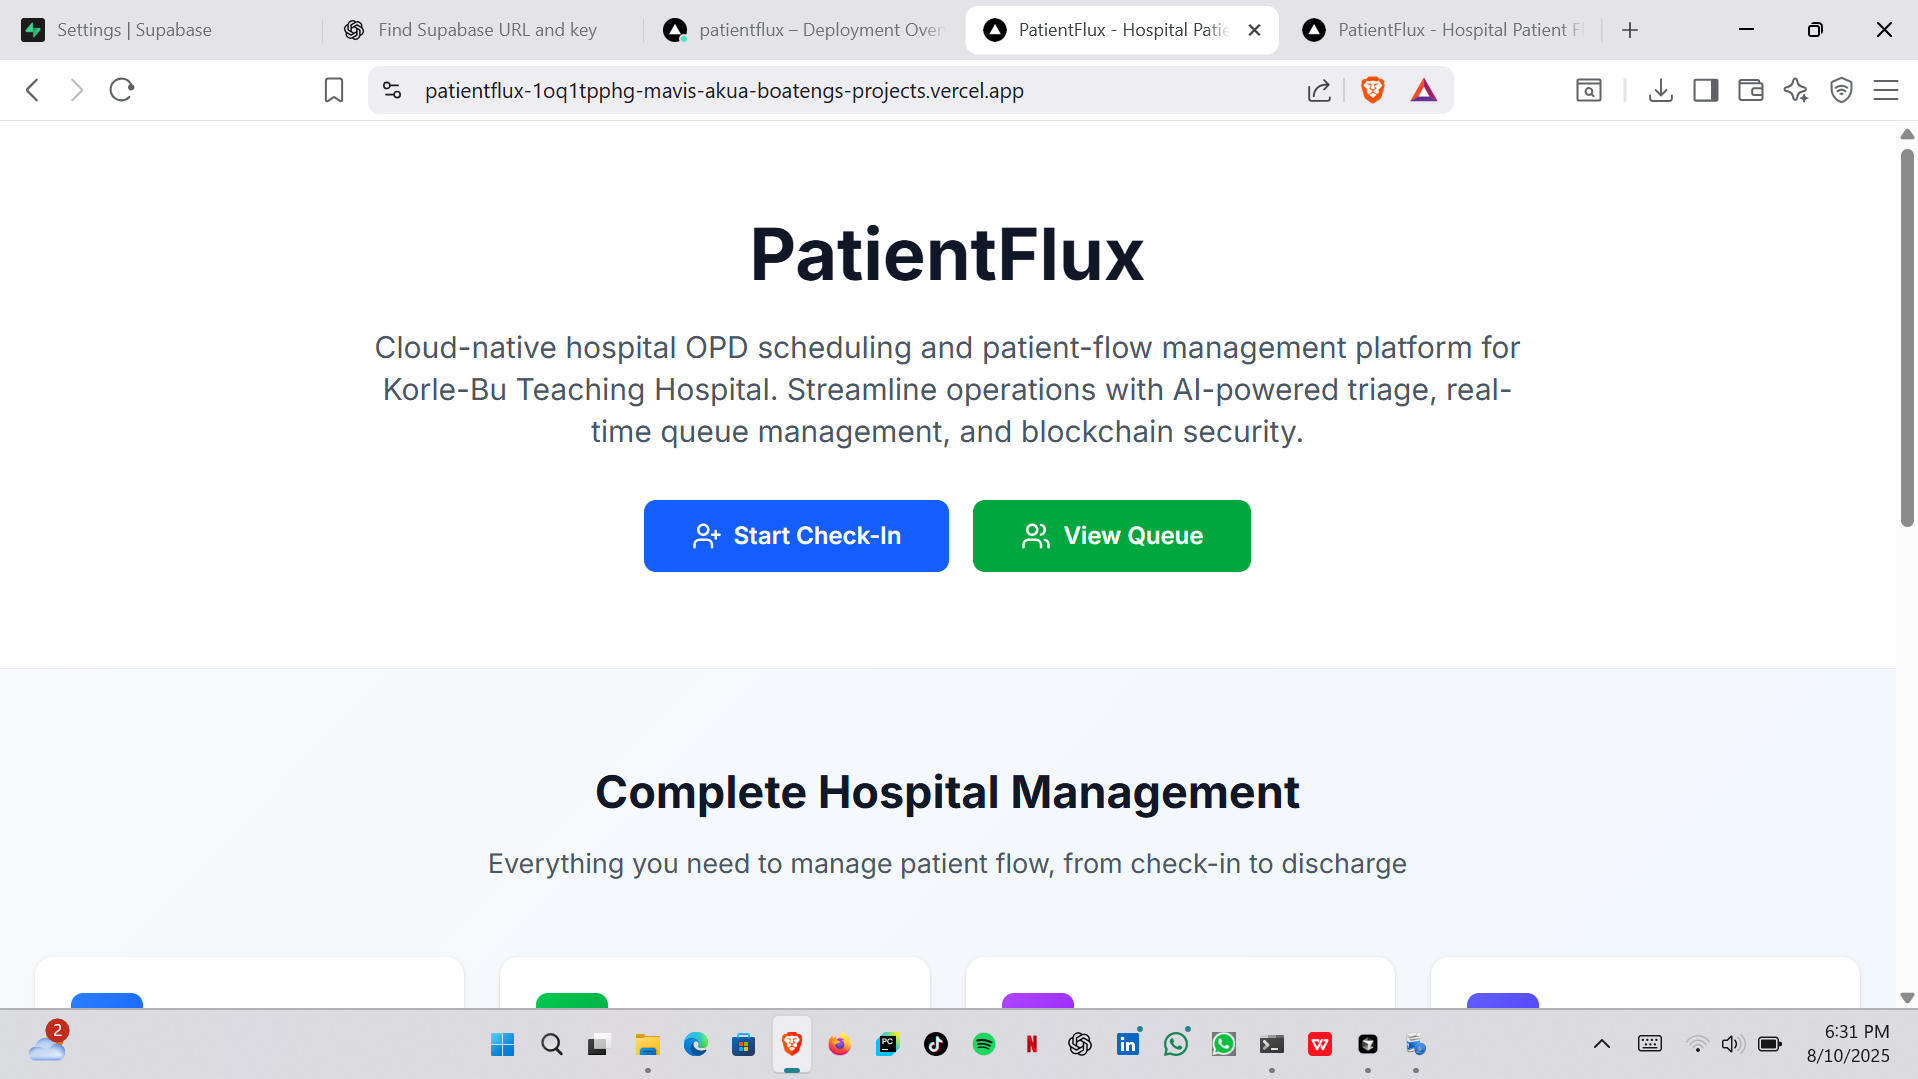 Settings | Supabase
Find Supabase URL and key
patientflux – Deployment Over
PatientFlux - Hospital Patie
PatientFlux - Hospital Patient F
patientflux-1oq1tpphg-mavis-akua-boatengs-projects.vercel.app
PatientFlux
Cloud-native hospital OPD scheduling and patient-flow management platform for
Korle-Bu Teaching Hospital. Streamline operations with AI-powered triage, real-
time queue management, and blockchain security.
Start Check-In
View Queue
Complete Hospital Management
Everything you need to manage patient flow, from check-in to discharge
2
PC
N
in
W
6:31 PM
8/10/2025